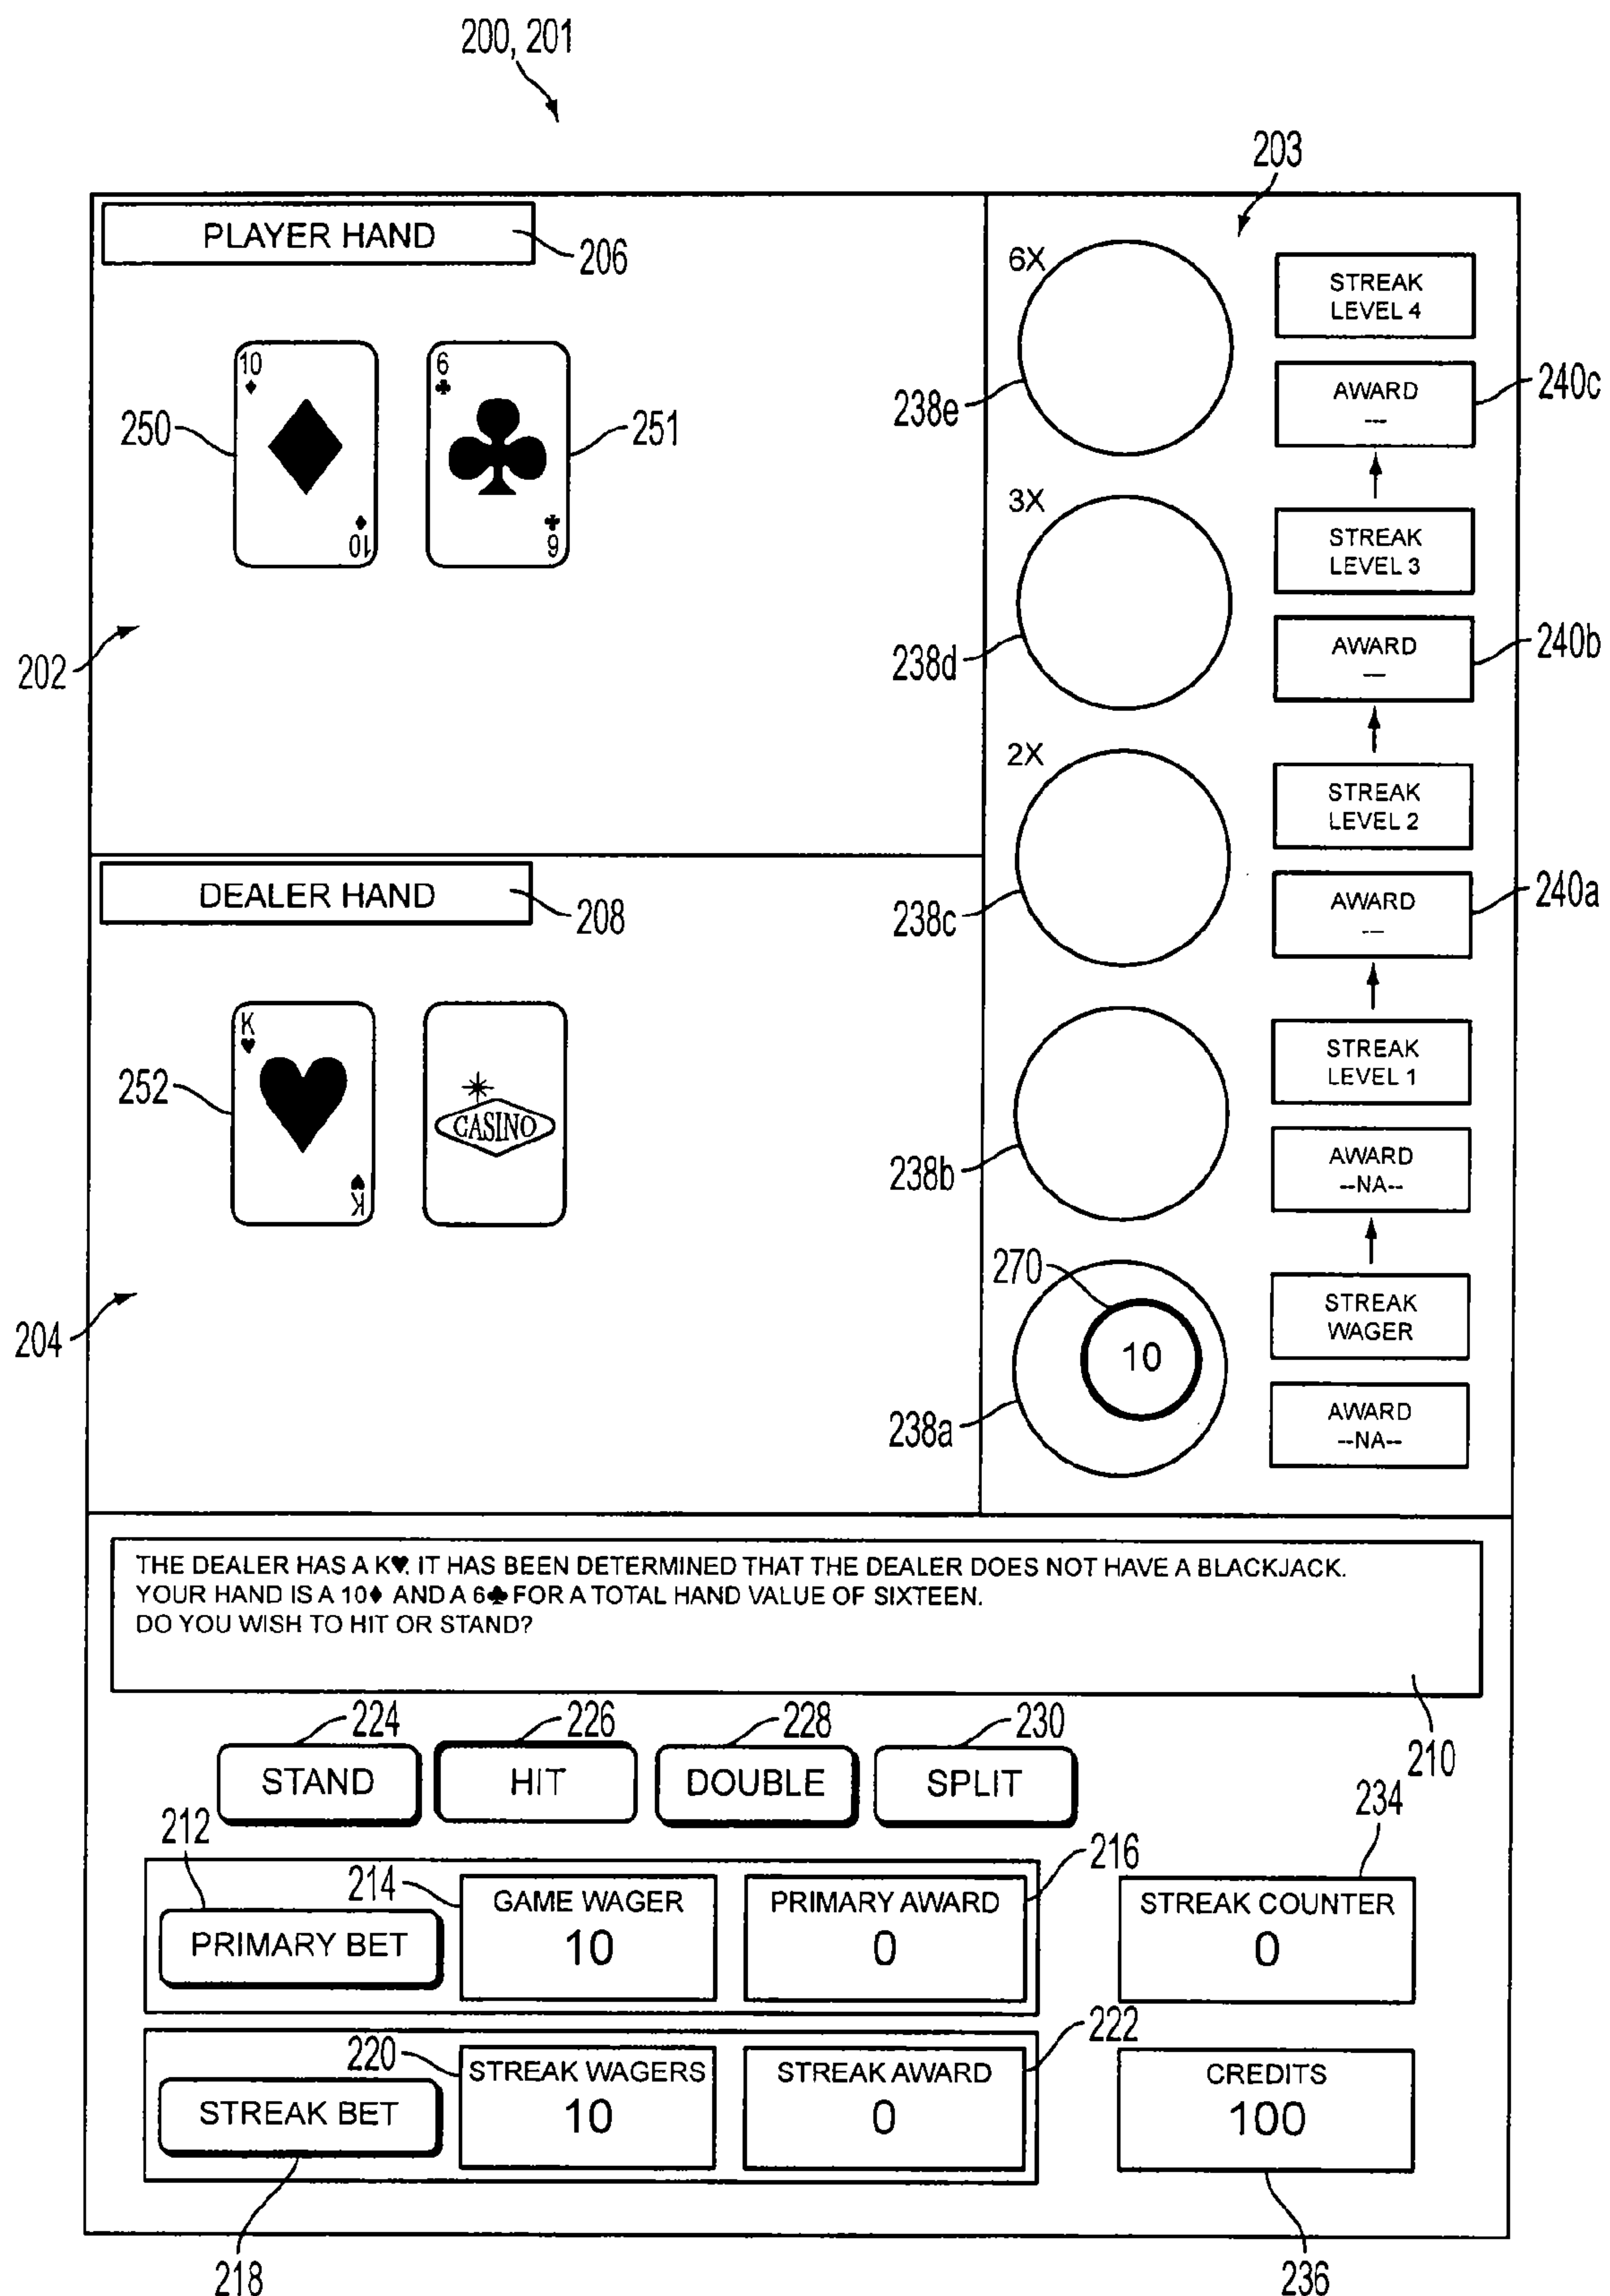 200, 201
203
PLAYER HAND
206
10♦
10♦
6♣
6♣
250
251
202
DEALER HAND
208
K♥
K♥
CASINO
252
204
6X
238e
STREAK
LEVEL 4
AWARD
---
240c
3X
238d
STREAK
LEVEL 3
AWARD
---
240b
2X
238c
STREAK
LEVEL 2
AWARD
---
240a
238b
STREAK
LEVEL 1
AWARD
--NA--
270
10
238a
STREAK
WAGER
AWARD
--NA--
THE DEALER HAS A K♥. IT HAS BEEN DETERMINED THAT THE DEALER DOES NOT HAVE A BLACKJACK.
YOUR HAND IS A 10♦ AND A 6♣ FOR A TOTAL HAND VALUE OF SIXTEEN.
DO YOU WISH TO HIT OR STAND?
210
224
226
228
230
STAND
HIT
DOUBLE
SPLIT
212
214
216
234
PRIMARY BET
GAME WAGER
10
PRIMARY AWARD
0
STREAK COUNTER
0
220
222
STREAK BET
STREAK WAGERS
10
STREAK AWARD
0
CREDITS
100
218
236